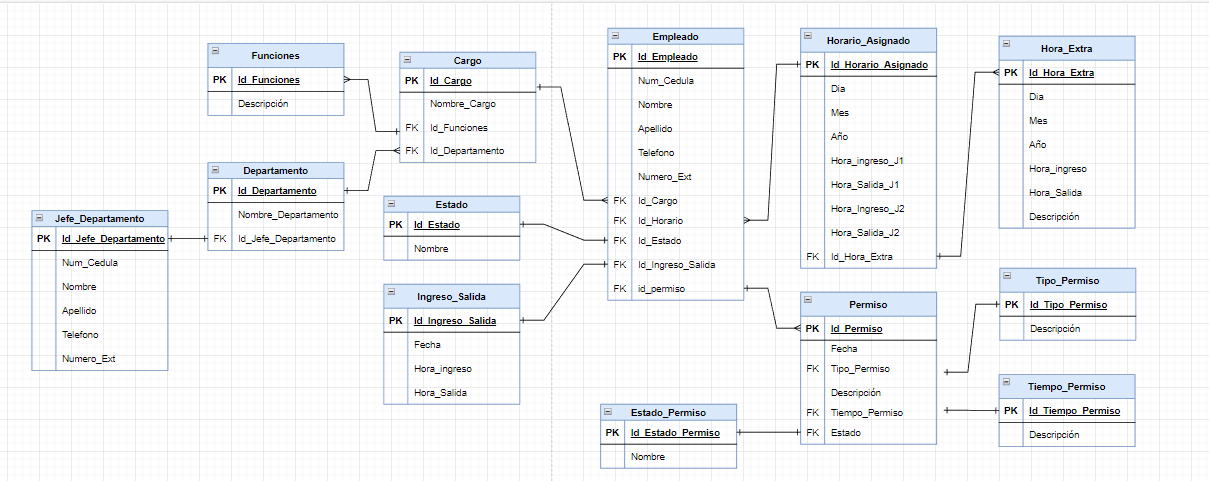 Funciones
PK Id_Funciones
Descripción
Cargo
PK Id_Cargo
Nombre_Cargo
FK Id_Funciones
FK Id_Departamento
Departamento
PK Id_Departamento
Nombre_Departamento
FK Id_Jefe_Departamento
Jefe_Departamento
PK Id_Jefe_Departamento
Num_Cedula
Nombre
Apellido
Telefono
Numero_Ext
Estado
PK Id_Estado
Nombre
Ingreso_Salida
PK Id_Ingreso_Salida
Fecha
Hora_ingreso
Hora_Salida
Empleado
PK Id_Empleado
Num_Cedula
Nombre
Apellido
Telefono
Numero_Ext
FK Id_Cargo
FK Id_Horario
FK Id_Estado
FK Id_Ingreso_Salida
FK id_permiso
Horario_Asignado
PK Id_Horario_Asignado
Dia
Mes
Año
Hora_ingreso_J1
Hora_Salida_J1
Hora_Ingreso_J2
Hora_Salida_J2
FK Id_Hora_Extra
Hora_Extra
PK Id_Hora_Extra
Dia
Mes
Año
Hora_ingreso
Hora_Salida
Descripción
Permiso
PK Id_Permiso
Fecha
FK Tipo_Permiso
Descripción
FK Tiempo_Permiso
FK Estado
Tipo_Permiso
PK Id_Tipo_Permiso
Descripción
Tiempo_Permiso
PK Id_Tiempo_Permiso
Descripción
Estado_Permiso
PK Id_Estado_Permiso
Nombre